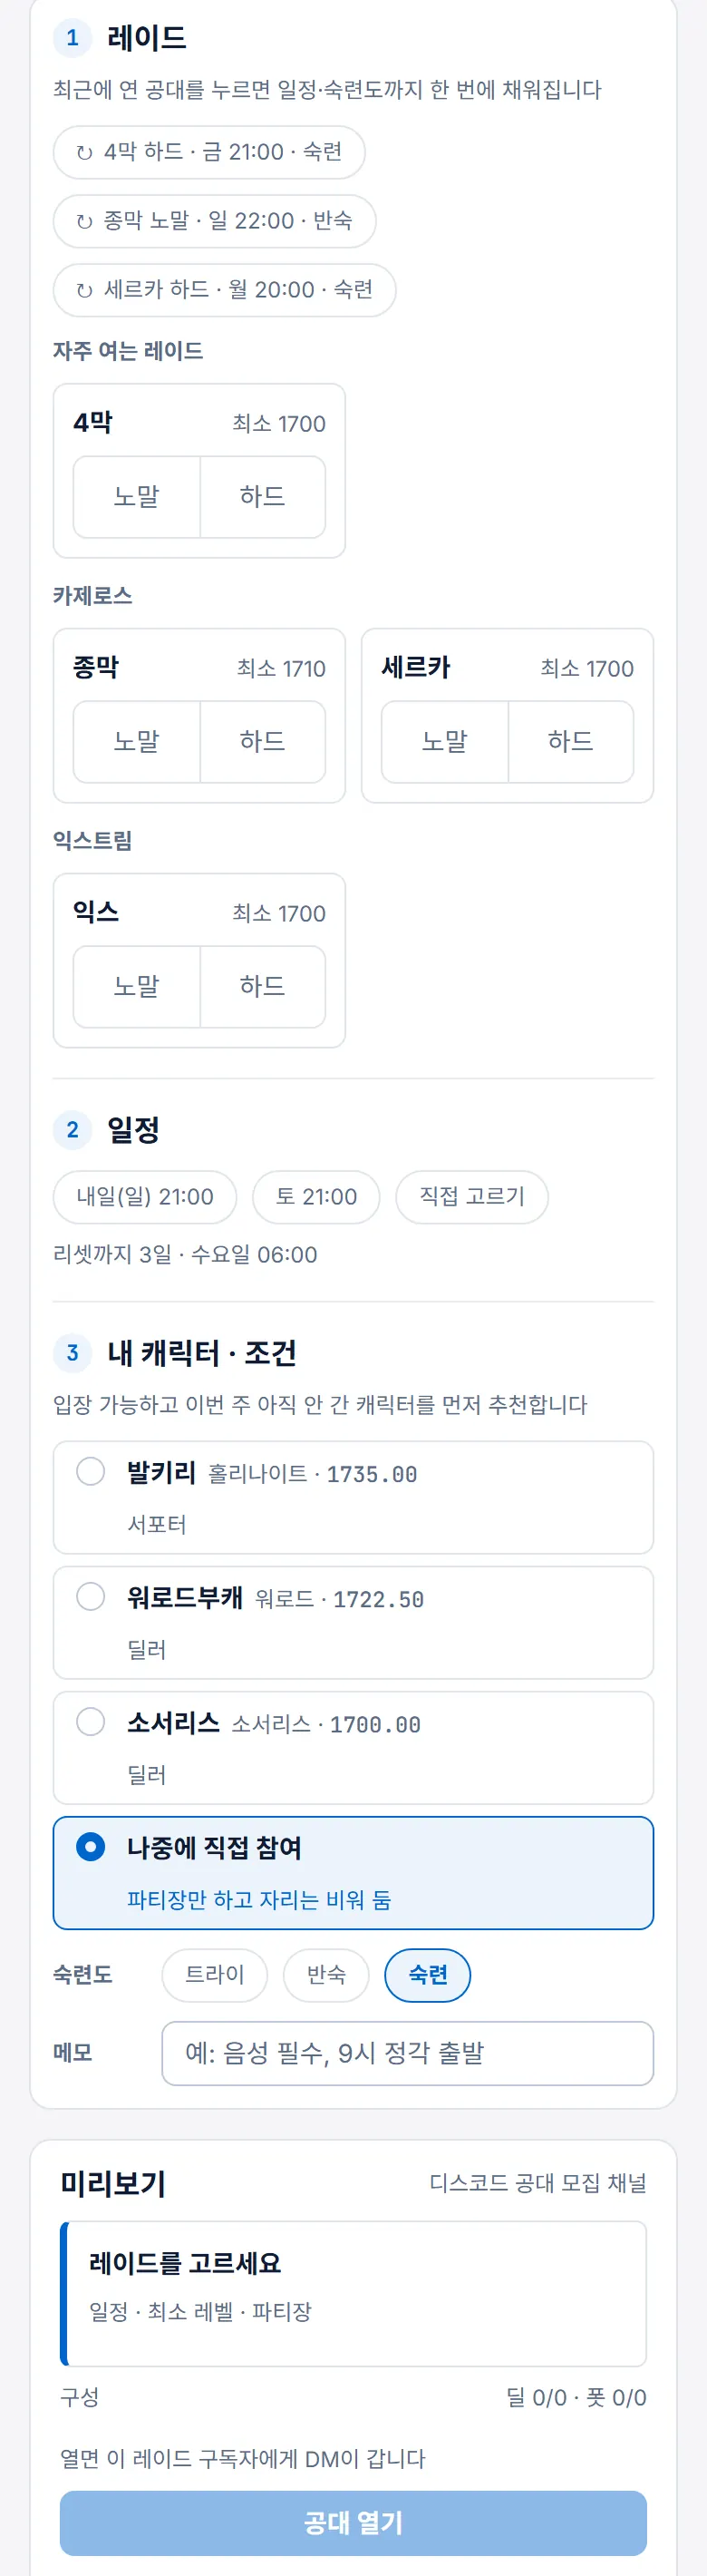 1 레이드
최근에 연 공대를 누르면 일정·숙련도까지 한 번에 채워집니다
↻ 4막 하드 · 금 21:00 · 숙련
↻ 종막 노말 · 일 22:00 · 반숙
↻ 세르카 하드 · 월 20:00 · 숙련
자주 여는 레이드
4막 최소 1700
노말 하드
카제로스
종막 최소 1710 세르카 최소 1700
노말 하드 노말 하드
익스트림
익스 최소 1700
노말 하드
2 일정
내일(일) 21:00 토 21:00 직접 고르기
리셋까지 3일 · 수요일 06:00
3 내 캐릭터 · 조건
입장 가능하고 이번 주 아직 안 간 캐릭터를 먼저 추천합니다
발키리 홀리나이트 · 1735.00
서포터
워로드부캐 워로드 · 1722.50
딜러
소서리스 소서리스 · 1700.00
딜러
나중에 직접 참여
파티장만 하고 자리는 비워 둠
숙련도 트라이 반숙 숙련
메모 예: 음성 필수, 9시 정각 출발
미리보기 디스코드 공대 모집 채널
레이드를 고르세요
일정 · 최소 레벨 · 파티장
구성 딜 0/0 · 폿 0/0
열면 이 레이드 구독자에게 DM이 갑니다
공대 열기